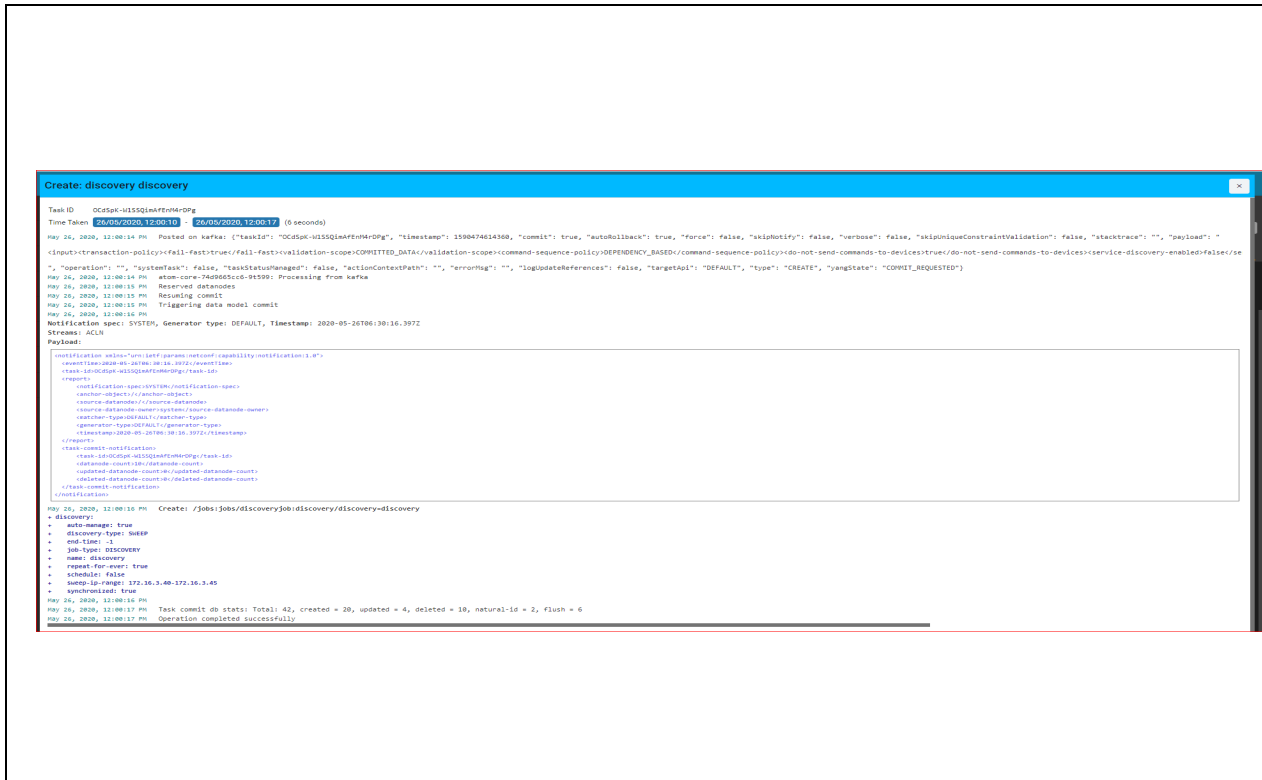 Create: discovery discovery
×
Task ID OCdSpK-W1SSQimAfEnM4rDPg
Time Taken 26/05/2020, 12:00:10 - 26/05/2020, 12:00:17 (6 seconds)
May 26, 2020, 12:00:14 PM Posted on kafka: {"taskId": "OCdSpK-W1SSQimAfEnM4rDPg", "timestamp": 1590474614360, "commit": true, "autoRollback": true, "force": false, "skipNotify": false, "verbose": false, "skipUniqueConstraintValidation": false, "stacktrace": "", "payload": "
<input><transaction-policy><fail-fast>true</fail-fast><validation-scope>COMMITTED_DATA</validation-scope><command-sequence-policy>DEPENDENCY_BASED</command-sequence-policy><do-not-send-commands-to-devices>true</do-not-send-commands-to-devices><service-discovery-enabled>false</se
", "operation": "", "systemTask": false, "taskStatusManaged": false, "actionContextPath": "", "errorMsg": "", "logUpdateReferences": false, "targetApi": "DEFAULT", "type": "CREATE", "yangState": "COMMIT_REQUESTED"}
May 26, 2020, 12:00:14 PM atom-core-74d9665cc6-9t599: Processing from kafka
May 26, 2020, 12:00:15 PM Reserved datanodes
May 26, 2020, 12:00:15 PM Resuming commit
May 26, 2020, 12:00:15 PM Triggering data model commit
May 26, 2020, 12:00:16 PM
Notification spec: SYSTEM, Generator type: DEFAULT, Timestamp: 2020-05-26T06:30:16.397Z
Streams: ACLN
Payload:
<notification xmlns="urn:ietf:params:netconf:capability:notification:1.0">
<eventTime>2020-05-26T06:30:16.397Z</eventTime>
<task-id>OCdSpK-W1SSQimAfEnM4rDPg</task-id>
<report>
<notification-spec>SYSTEM</notification-spec>
<anchor-object>/</anchor-object>
<source-datanode>/</source-datanode>
<source-datanode-owner>system</source-datanode-owner>
<matcher-type>DEFAULT</matcher-type>
<generator-type>DEFAULT</generator-type>
<timestamp>2020-05-26T06:30:16.397Z</timestamp>
</report>
<task-commit-notification>
<task-id>OCdSpK-W1SSQimAfEnM4rDPg</task-id>
<datanode-count>10</datanode-count>
<updated-datanode-count>0</updated-datanode-count>
<deleted-datanode-count>0</deleted-datanode-count>
</task-commit-notification>
</notification>
May 26, 2020, 12:00:16 PM Create: /jobs:jobs/discoveryjob:discovery/discovery=discovery
+ discovery:
+ auto-manage: true
+ discovery-type: SWEEP
+ end-time: -1
+ job-type: DISCOVERY
+ name: discovery
+ repeat-for-ever: true
+ schedule: false
+ sweep-ip-range: 172.16.3.40-172.16.3.45
+ synchronized: true
May 26, 2020, 12:00:16 PM
May 26, 2020, 12:00:17 PM Task commit db stats: Total: 42, created = 20, updated = 4, deleted = 18, natural-id = 2, flush = 6
May 26, 2020, 12:00:17 PM Operation completed successfully